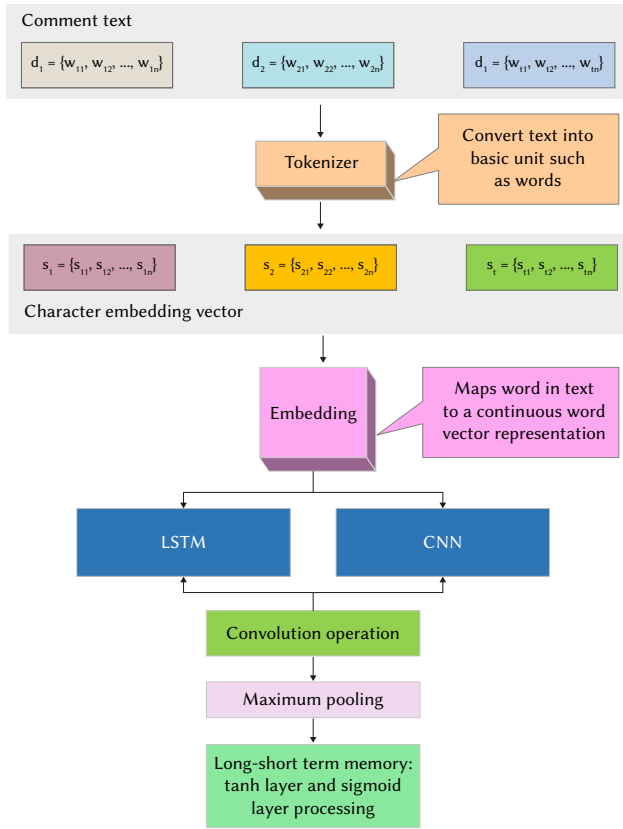 Comment text
d₁ = {w₁₁, w₁₂, ..., w₁ₙ}
d₂ = {w₂₁, w₂₂, ..., w₂ₙ}
d₁ = {wₜ₁, wₜ₂, ..., wₜₙ}
Tokenizer
Convert text into
basic unit such
as words
s₁ = {s₁₁, s₁₂, ..., s₁ₙ}
s₂ = {s₂₁, s₂₂, ..., s₂ₙ}
sₜ = {sₜ₁, sₜ₂, ..., sₜₙ}
Character embedding vector
Embedding
Maps word in text
to a continuous word
vector representation
LSTM
CNN
Convolution operation
Maximum pooling
Long-short term memory:
tanh layer and sigmoid
layer processing